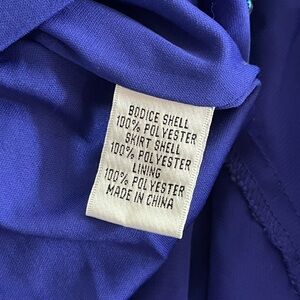 BODICE SHELL
100% POLYESTER
SKIRT SHELL
100% POLYESTER
LINING
100% POLYESTER
MADE IN CHINA